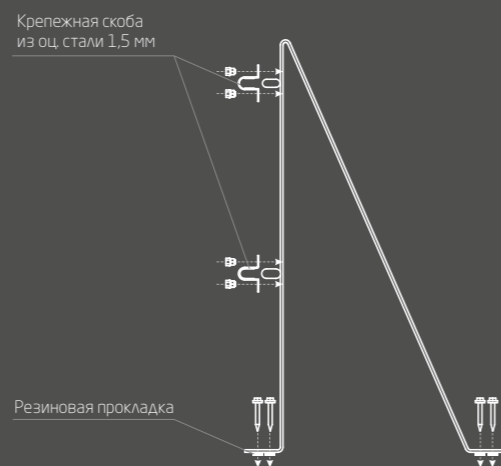 Крепежная скоба
из оц. стали 1,5 мм
Резиновая прокладка